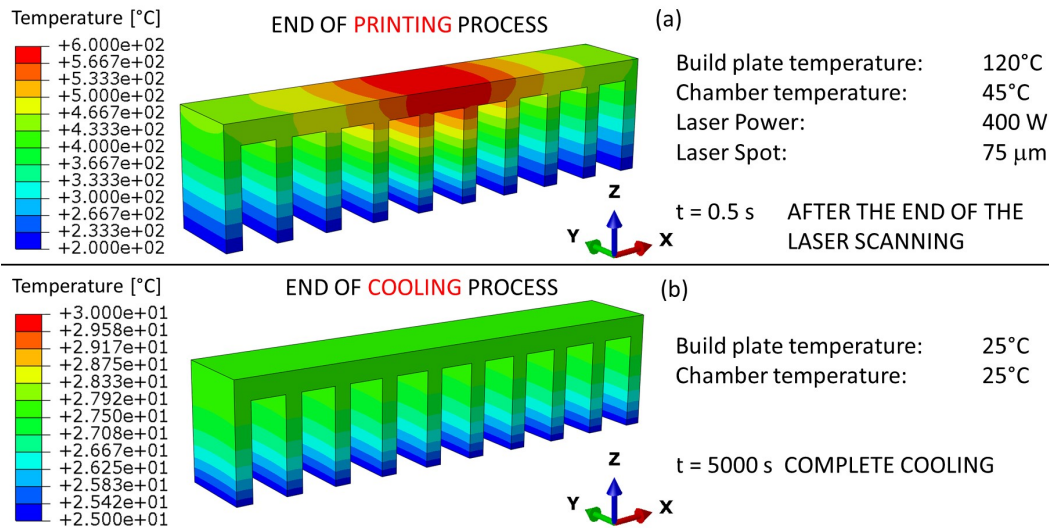 Temperature [°C]
+6.000e+02
+5.667e+02
+5.333e+02
+5.000e+02
+4.667e+02
+4.333e+02
+4.000e+02
+3.667e+02
+3.333e+02
+3.000e+02
+2.667e+02
+2.333e+02
+2.000e+02
END OF PRINTING PROCESS
(a)
Build plate temperature: 120°C
Chamber temperature: 45°C
Laser Power: 400 W
Laser Spot: 75 μm
t = 0.5 s AFTER THE END OF THE
LASER SCANNING
Z
Y
X
Temperature [°C]
+3.000e+01
+2.958e+01
+2.917e+01
+2.875e+01
+2.833e+01
+2.792e+01
+2.750e+01
+2.708e+01
+2.667e+01
+2.625e+01
+2.583e+01
+2.542e+01
+2.500e+01
END OF COOLING PROCESS
(b)
Build plate temperature: 25°C
Chamber temperature: 25°C
t = 5000 s COMPLETE COOLING
Z
Y
X